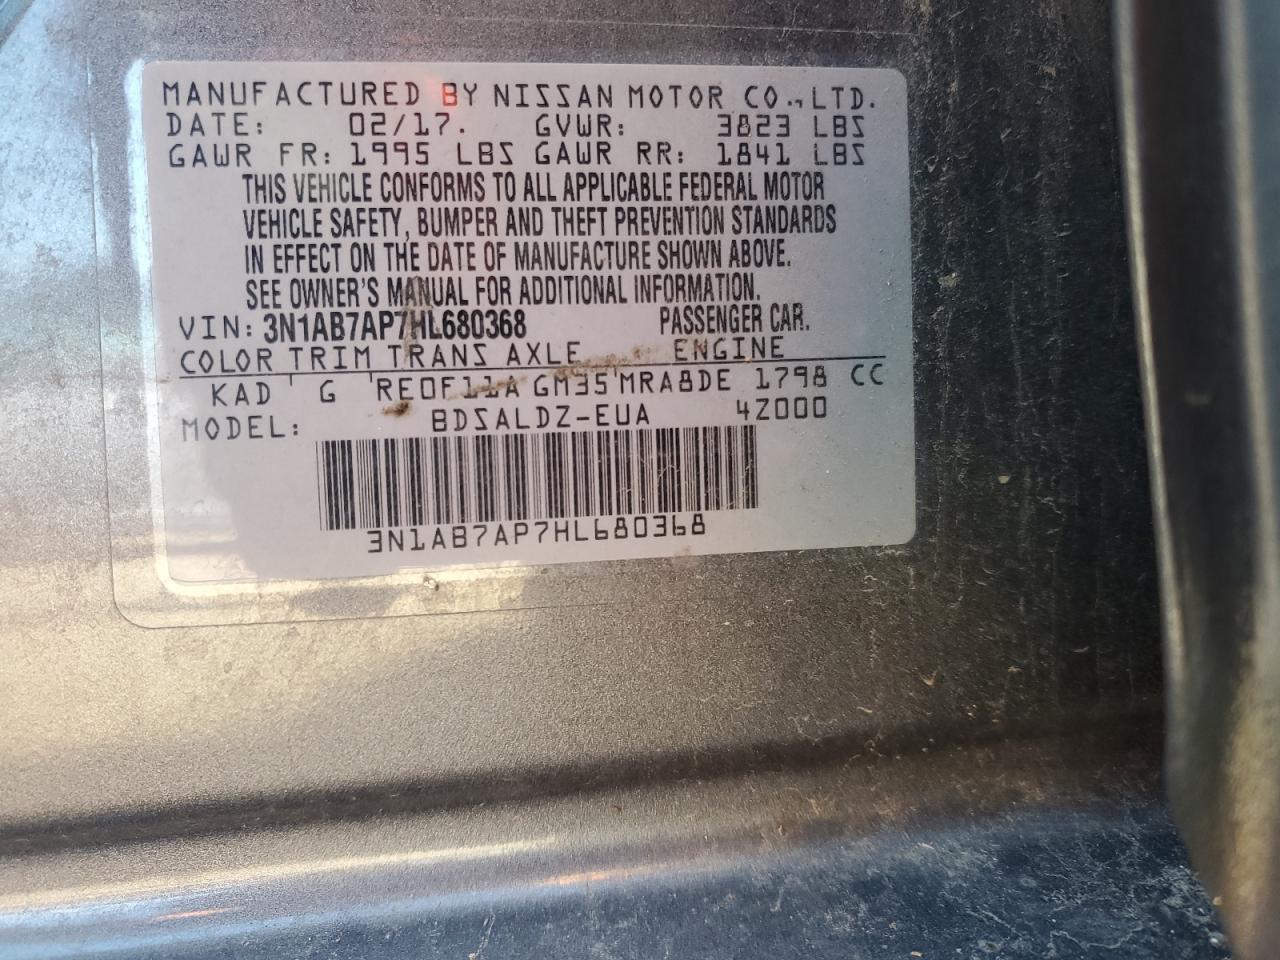 MANUFACTURED BY NISSAN MOTOR CO., LTD.
DATE: 02/17. GVWR: 3823 LBS
GAWR FR: 1995 LBS GAWR RR: 1841 LBS
THIS VEHICLE CONFORMS TO ALL APPLICABLE FEDERAL MOTOR
VEHICLE SAFETY, BUMPER AND THEFT PREVENTION STANDARDS
IN EFFECT ON THE DATE OF MANUFACTURE SHOWN ABOVE.
SEE OWNER'S MANUAL FOR ADDITIONAL INFORMATION.
VIN: 3N1AB7AP7HL680368 PASSENGER CAR.
COLOR TRIM TRANS AXLE ENGINE
KAD G RE0F11A GM35 MRA8DE 1798 CC
MODEL: BDSALDZ-EUA 4Z000
3N1AB7AP7HL680368